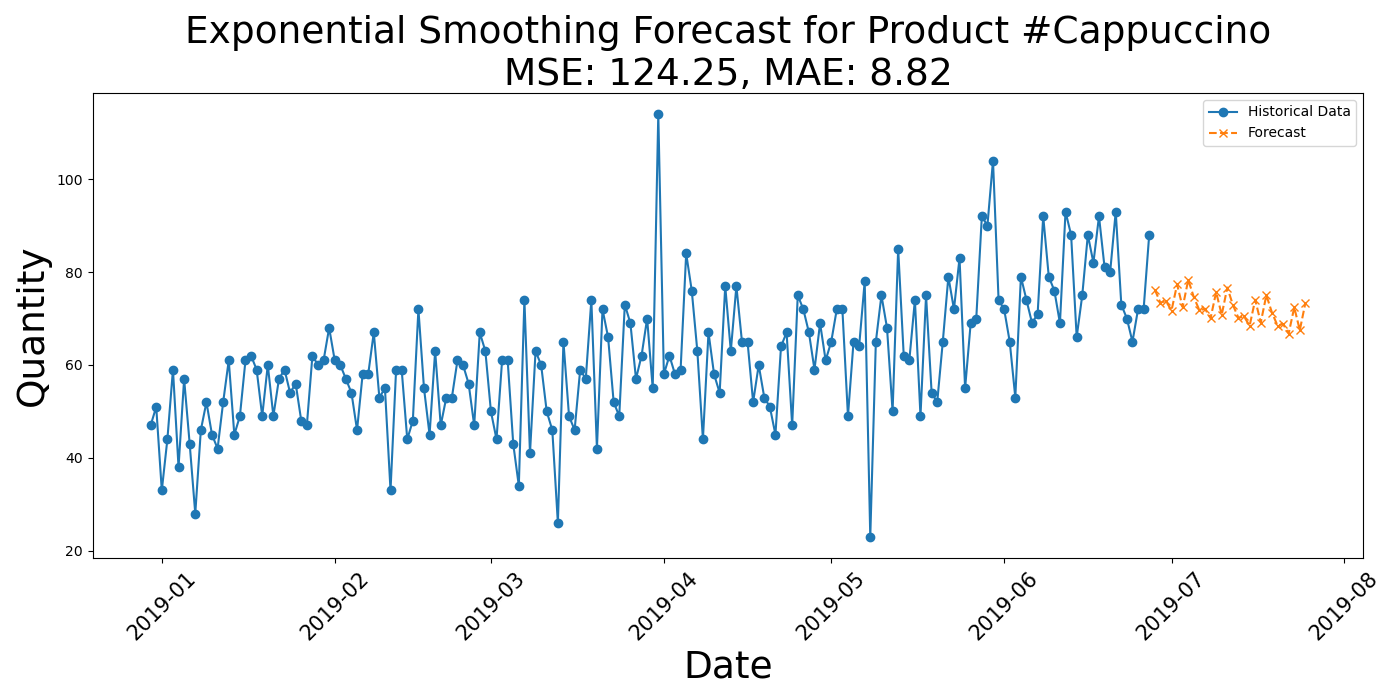 Exponential Smoothing Forecast for Product #Cappuccino
MSE: 124.25, MAE: 8.82
Historical Data
Forecast
Quantity
100
80
60
40
20
2019-01
2019-02
2019-03
2019-04
2019-05
2019-06
2019-07
2019-08
Date